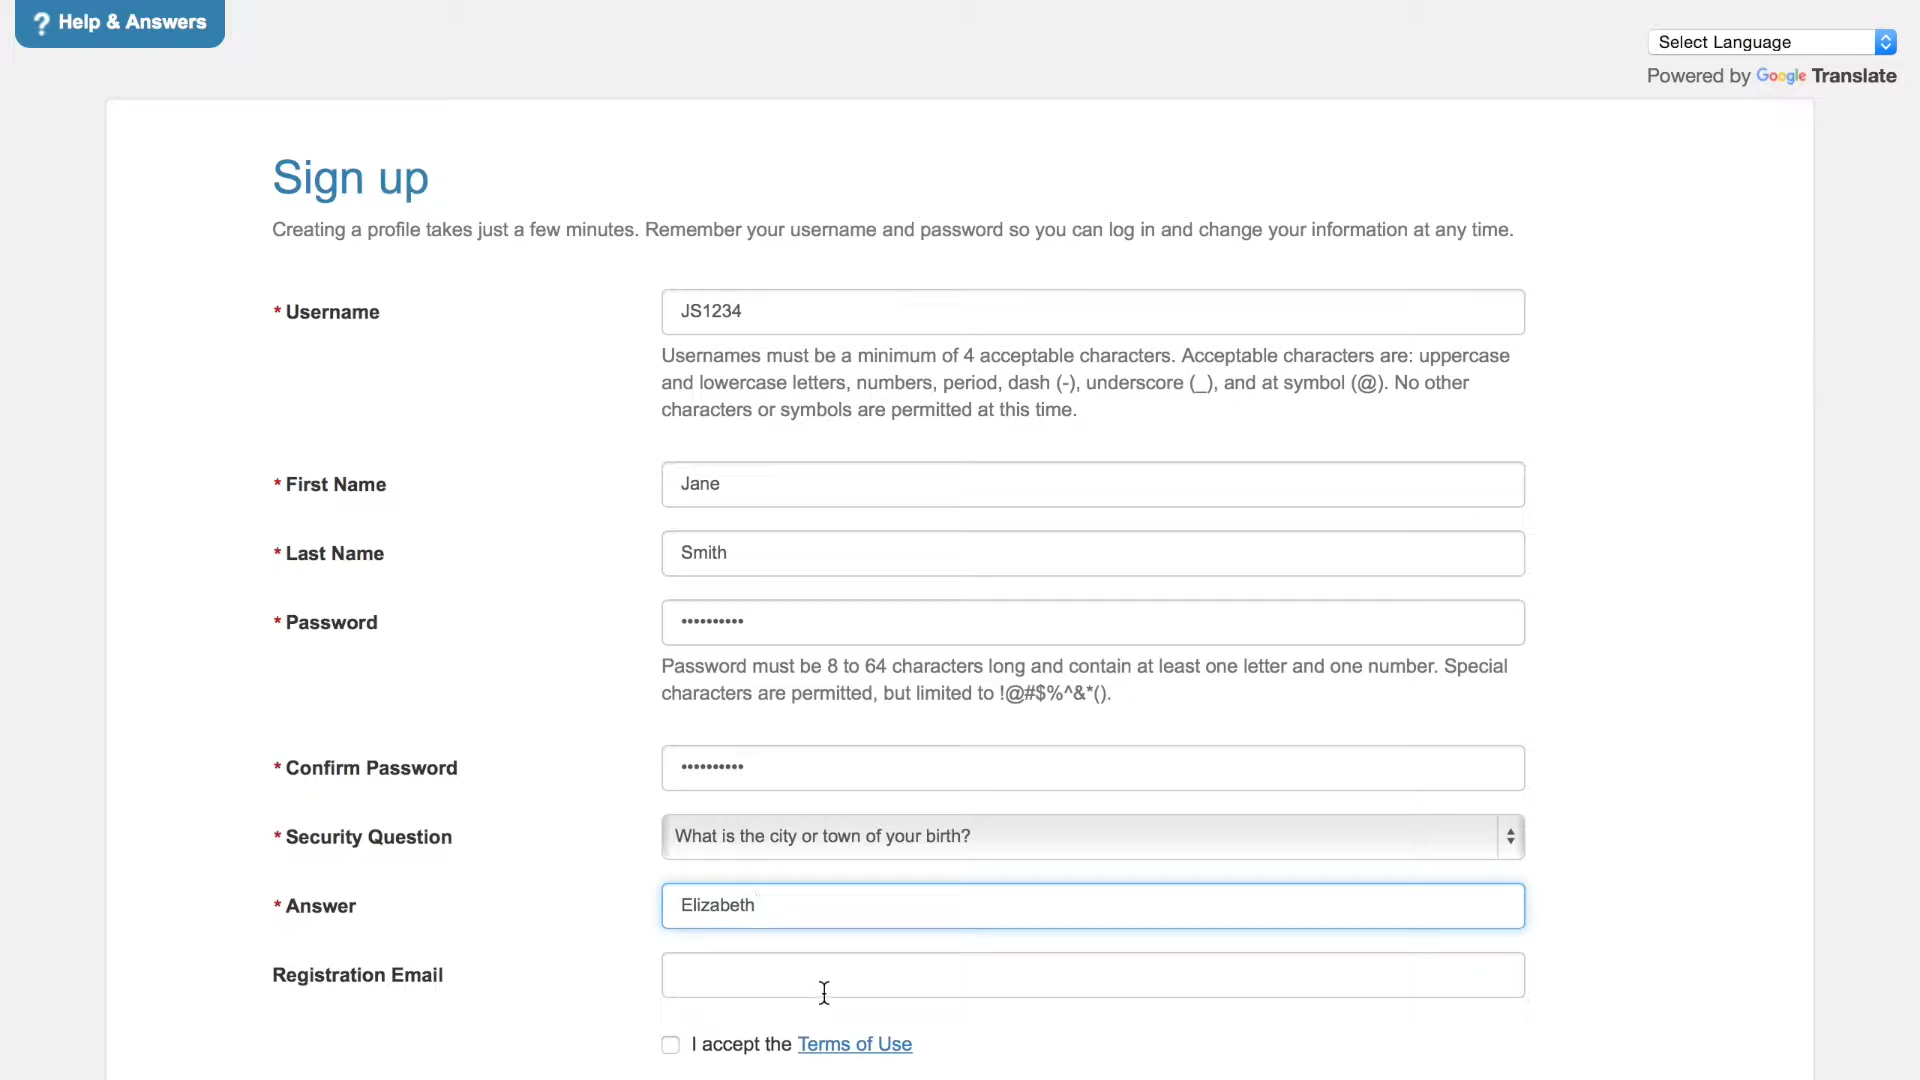 ? Help & Answers
Select Language
Powered by Google Translate
Sign up
Creating a profile takes just a few minutes. Remember your username and password so you can log in and change your information at any time.
* Username
JS1234
Usernames must be a minimum of 4 acceptable characters. Acceptable characters are: uppercase
and lowercase letters, numbers, period, dash (-), underscore (_), and at symbol (@). No other
characters or symbols are permitted at this time.
* First Name
Jane
* Last Name
Smith
* Password
••••••••••
Password must be 8 to 64 characters long and contain at least one letter and one number. Special
characters are permitted, but limited to !@#$%^&*().
* Confirm Password
••••••••••
* Security Question
What is the city or town of your birth?
* Answer
Elizabeth
Registration Email
I accept the Terms of Use